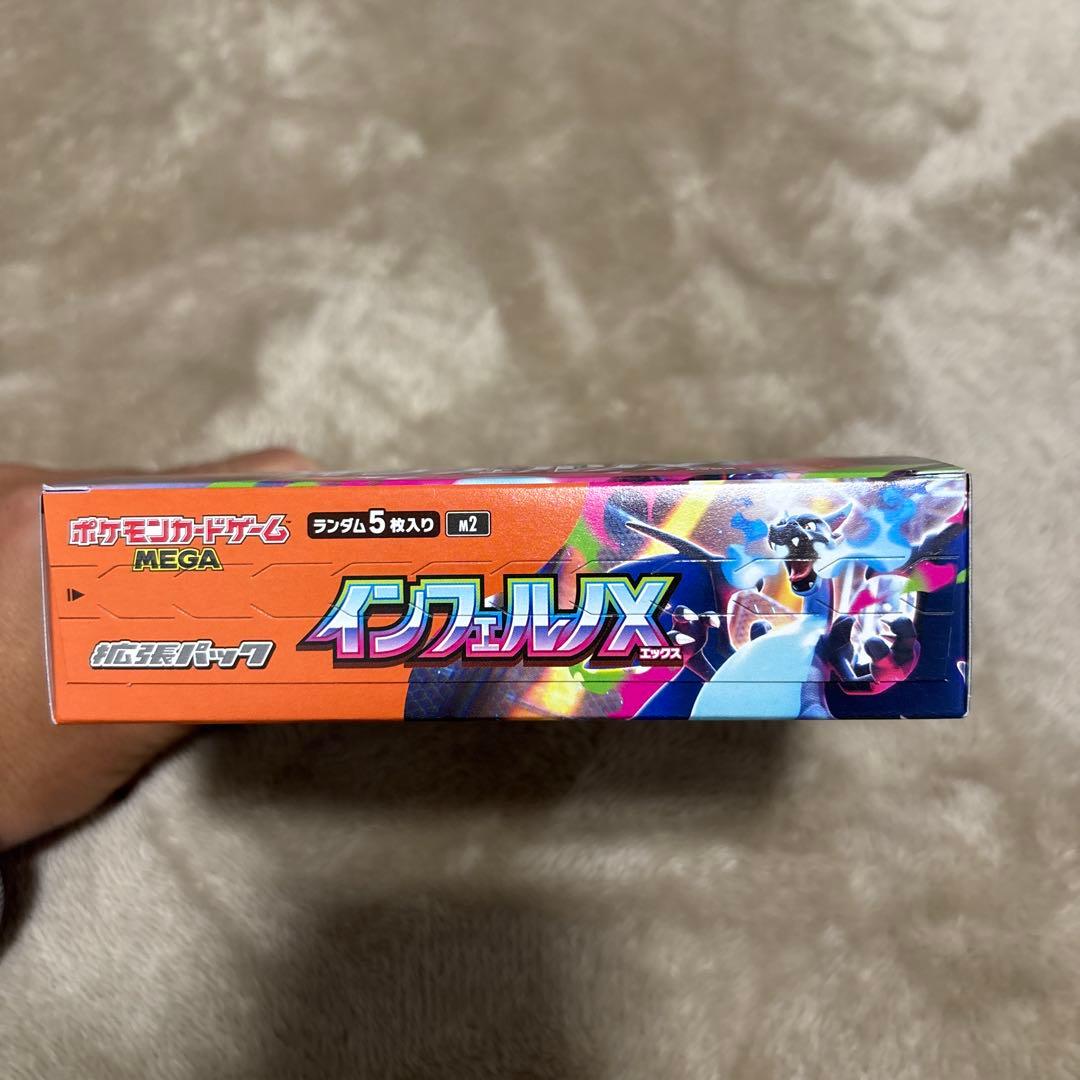 ポケモンカードゲーム
MEGA
ランダム5枚入り
M2
インフェルノX
エックス
拡張パック